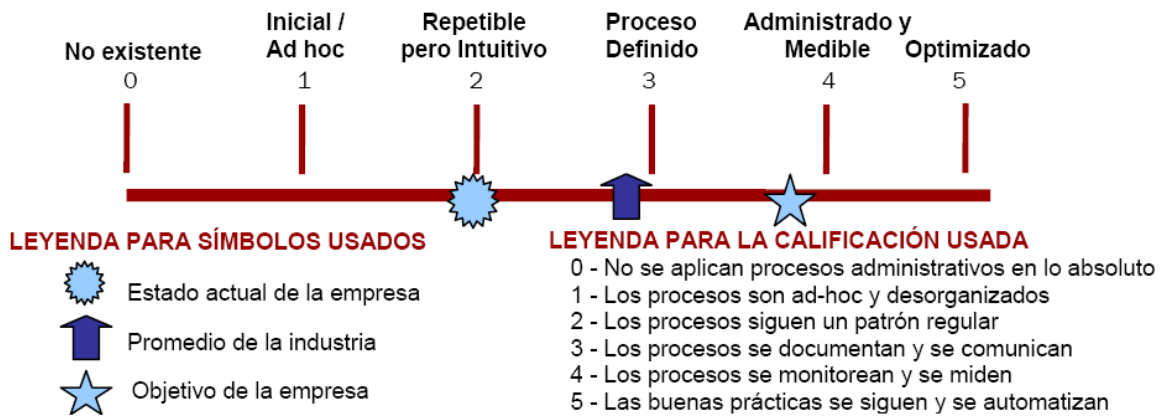 No existente
0
Inicial /
Ad hoc
1
Repetible
pero Intuitivo
2
Proceso
Definido
3
Administrado y
Medible
4
Optimizado
5
LEYENDA PARA SÍMBOLOS USADOS
Estado actual de la empresa
Promedio de la industria
Objetivo de la empresa
LEYENDA PARA LA CALIFICACIÓN USADA
0 - No se aplican procesos administrativos en lo absoluto
1 - Los procesos son ad-hoc y desorganizados
2 - Los procesos siguen un patrón regular
3 - Los procesos se documentan y se comunican
4 - Los procesos se monitorean y se miden
5 - Las buenas prácticas se siguen y se automatizan